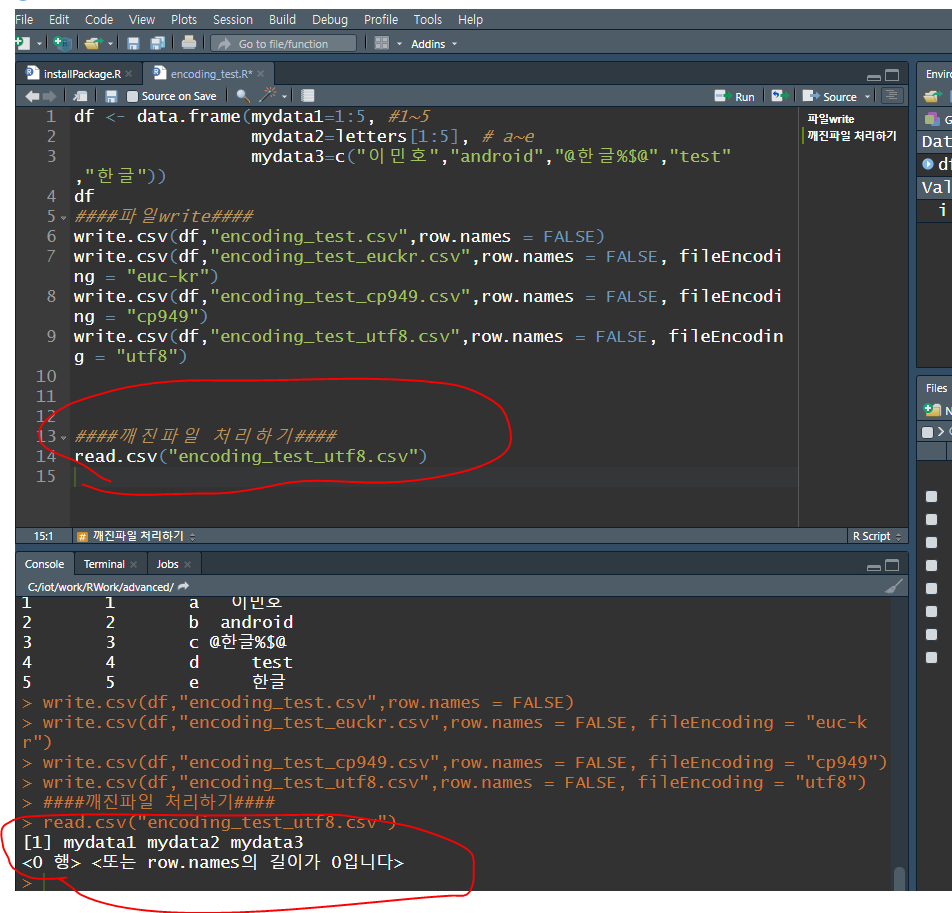 File Edit Code View Plots Session Build Debug Profile Tools Help
Go to file/function Addins
installPackage.R encoding_test.R*
Source on Save Run Source
1 df <- data.frame(mydata1=1:5, #1~5
2 mydata2=letters[1:5], # a~e
3 mydata3=c("이민호","android","@한글%$@","test"
,"한글"))
4 df
5 ####파일write####
6 write.csv(df,"encoding_test.csv",row.names = FALSE)
7 write.csv(df,"encoding_test_euckr.csv",row.names = FALSE, fileEncodi
ng = "euc-kr")
8 write.csv(df,"encoding_test_cp949.csv",row.names = FALSE, fileEncodi
ng = "cp949")
9 write.csv(df,"encoding_test_utf8.csv",row.names = FALSE, fileEncodin
g = "utf8")
10
11
12
13 ####깨진파일 처리하기####
14 read.csv("encoding_test_utf8.csv")
15
파일write
깨진파일 처리하기
15:1 # 깨진파일 처리하기 R Script
Console Terminal Jobs
C:/iot/work/RWork/advanced/
1 1 a 이민호
2 2 b android
3 3 c @한글%$@
4 4 d test
5 5 e 한글
> write.csv(df,"encoding_test.csv",row.names = FALSE)
> write.csv(df,"encoding_test_euckr.csv",row.names = FALSE, fileEncoding = "euc-k
r")
> write.csv(df,"encoding_test_cp949.csv",row.names = FALSE, fileEncoding = "cp949")
> write.csv(df,"encoding_test_utf8.csv",row.names = FALSE, fileEncoding = "utf8")
> ####깨진파일 처리하기####
> read.csv("encoding_test_utf8.csv")
[1] mydata1 mydata2 mydata3
<0 행> <또는 row.names의 길이가 0입니다>
>
Enviro
G
Dat
df
Val
i
Files
N